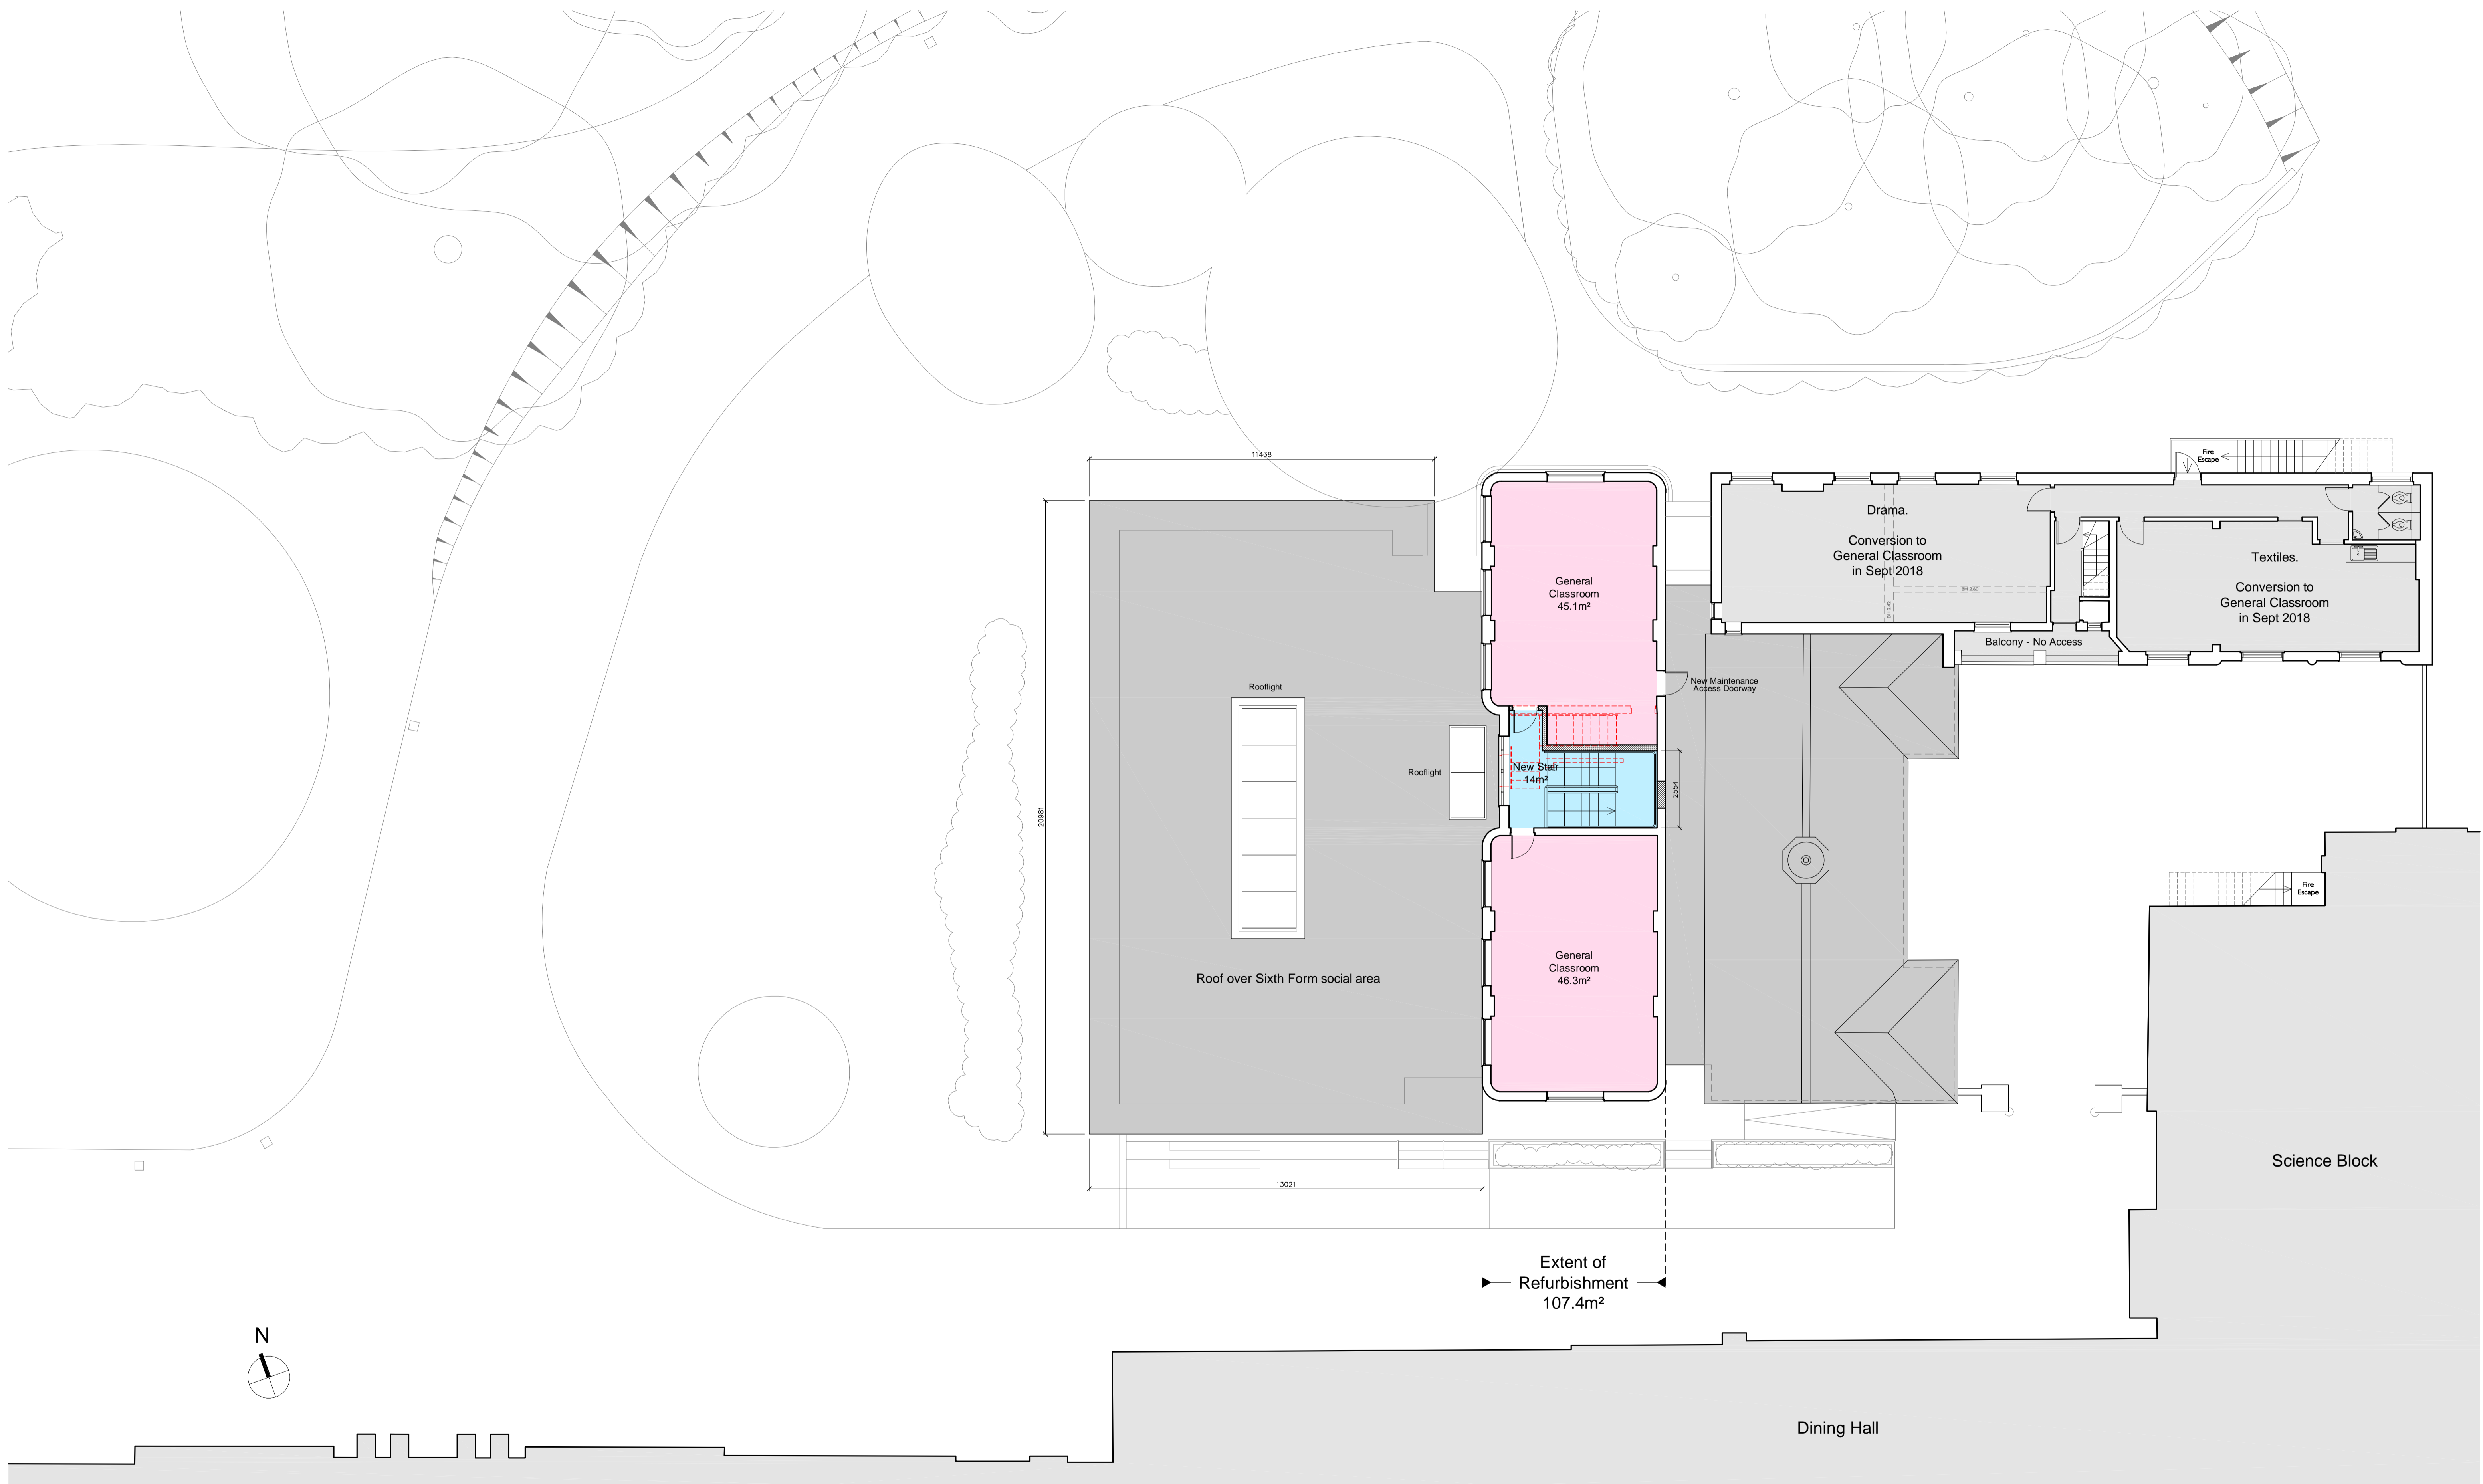 11438
Fire
Escape
Drama.
Conversion to
General Classroom
in Sept 2018
Textiles.
Conversion to
General Classroom
in Sept 2018
General
Classroom
45.1m²
Balcony - No Access
New Maintenance
Access Doorway
Rooflight
Rooflight
New Stair
14m²
2554
20981
Fire
Escape
General
Classroom
46.3m²
Roof over Sixth Form social area
Science Block
13021
Extent of
Refurbishment
107.4m²
N
Dining Hall